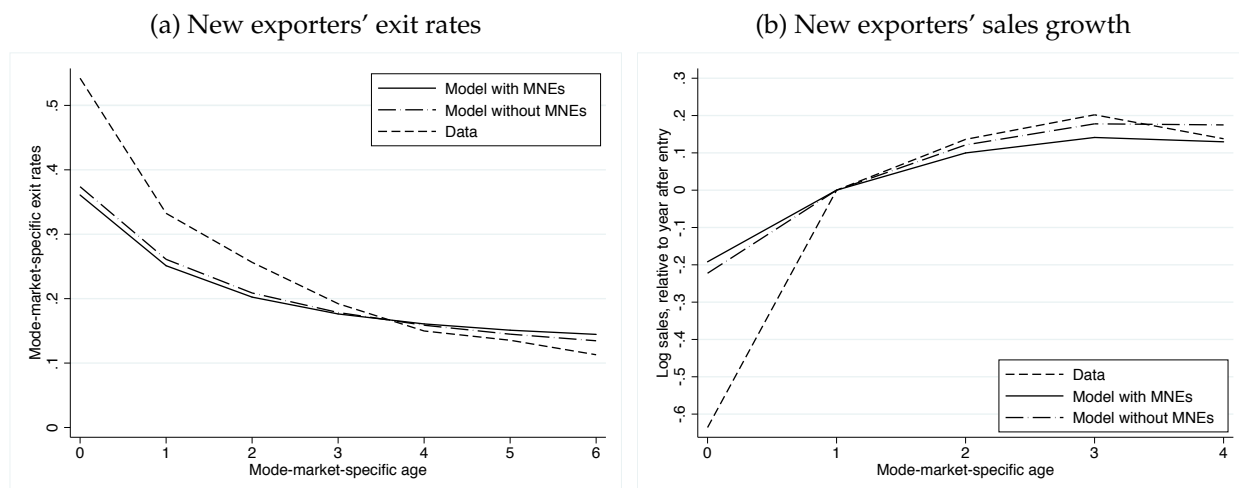 (a) New exporters’ exit rates
Mode-market-specific exit rates
.5
.4
.3
.2
.1
0
Model with MNEs
Model without MNEs
Data
0 1 2 3 4 5 6
Mode-market-specific age
(b) New exporters’ sales growth
Log sales, relative to year after entry
.3
.2
.1
0
-.1
-.2
-.3
-.4
-.5
-.6
Data
Model with MNEs
Model without MNEs
0 1 2 3 4
Mode-market-specific age